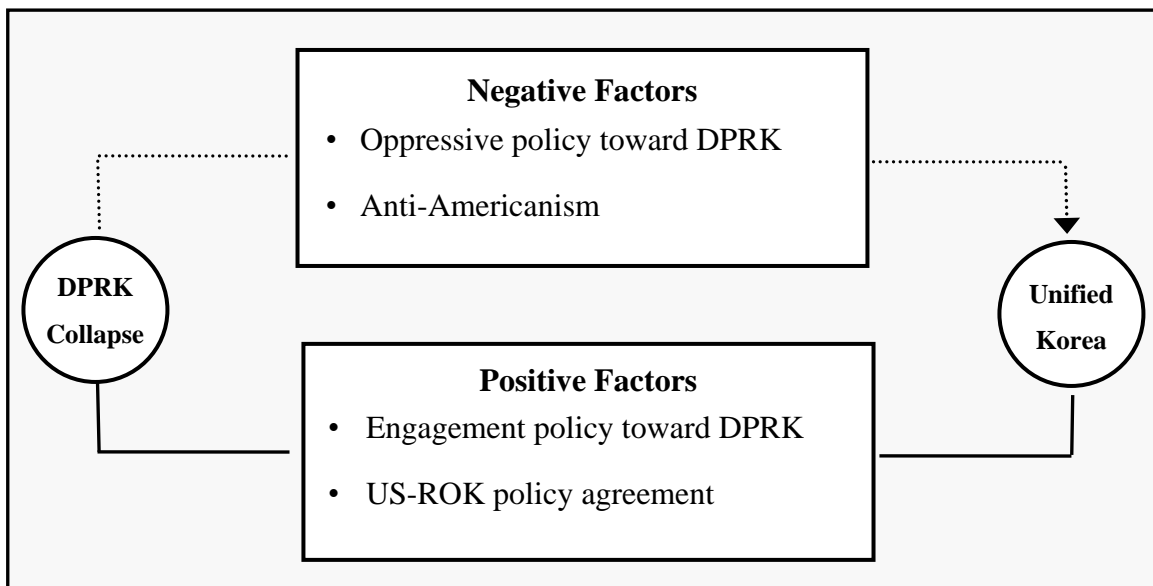 Negative Factors
• Oppressive policy toward DPRK
• Anti-Americanism
DPRK
Collapse
Unified
Korea
Positive Factors
• Engagement policy toward DPRK
• US-ROK policy agreement